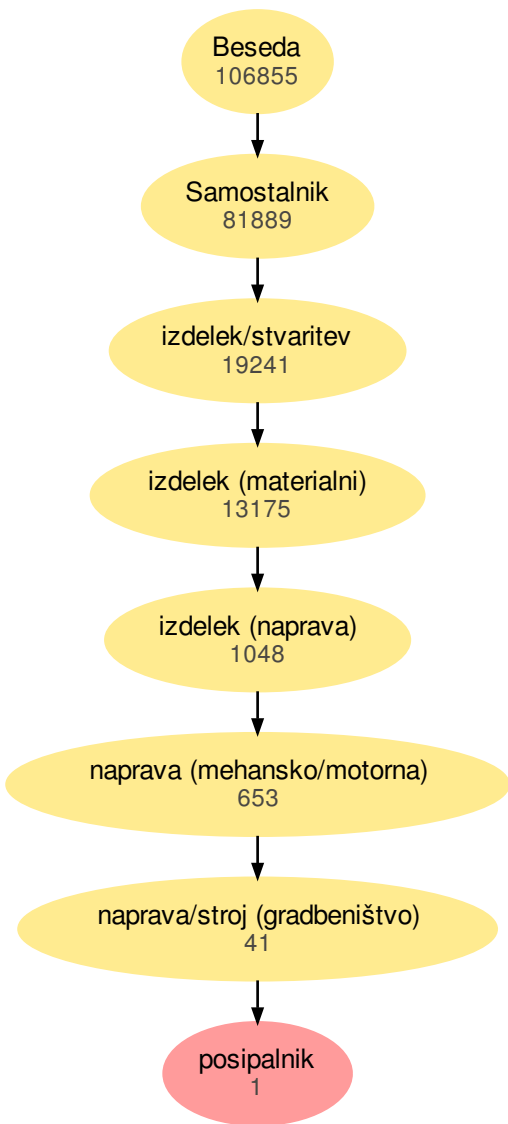 Beseda
106855
Samostalnik
81889
izdelek/stvaritev
19241
izdelek (materialni)
13175
izdelek (naprava)
1048
naprava (mehansko/motorna)
653
naprava/stroj (gradbeništvo)
41
posipalnik
1